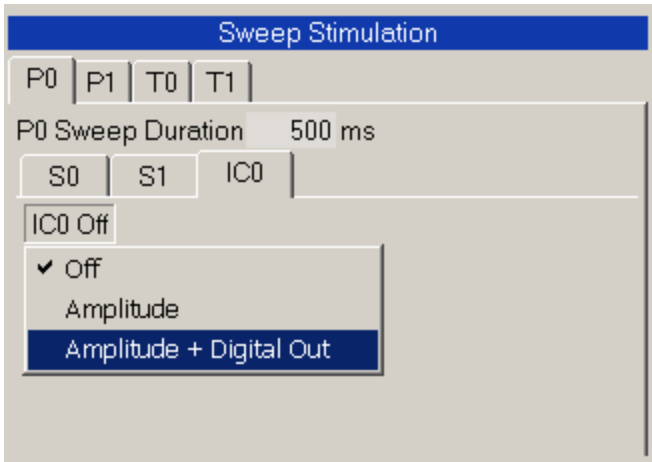 Sweep Stimulation
P0 P1 T0 T1
P0 Sweep Duration 500 ms
S0 S1 IC0
IC0 Off
Off
Amplitude
Amplitude + Digital Out